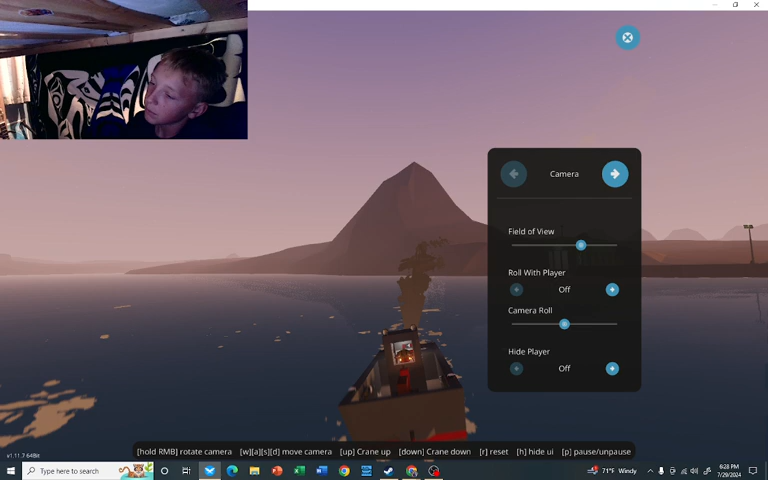 Camera
Field of View
Roll With Player
Off
Camera Roll
Hide Player
Off
[hold RMB] rotate camera [w][a][s][d] move camera [up] Crane up [down] Crane down [r] reset [h] hide ui [p] pause/unpause
v1.11.7 64Bit
Type here to search
71°F Windy
6:28 PM
7/29/2024